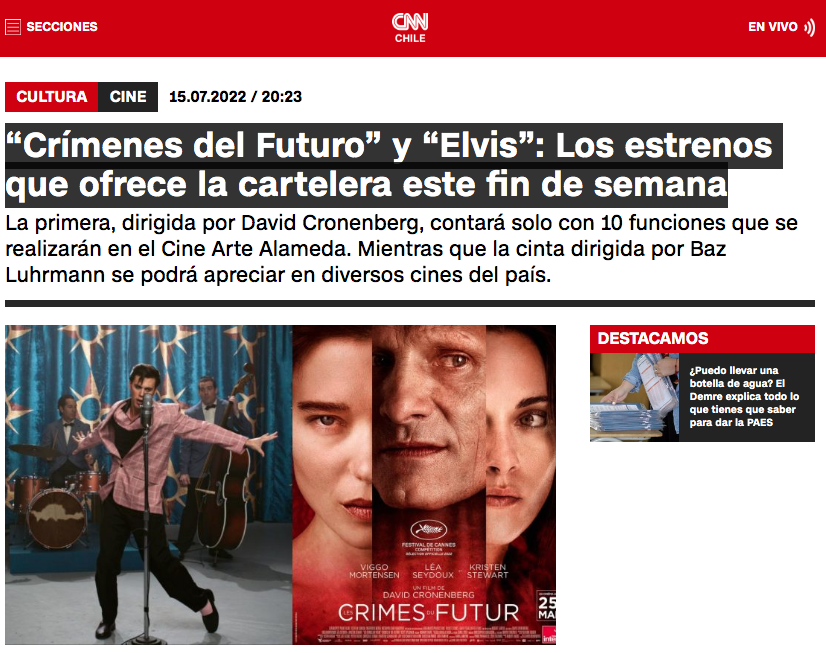 SECCIONES
CNN
CHILE
EN VIVO
CULTURA CINE 15.07.2022 / 20:23
“Crímenes del Futuro” y “Elvis”: Los estrenos
que ofrece la cartelera este fin de semana
La primera, dirigida por David Cronenberg, contará solo con 10 funciones que se
realizarán en el Cine Arte Alameda. Mientras que la cinta dirigida por Baz
Luhrmann se podrá apreciar en diversos cines del país.
FESTIVAL DE CANNES
VIGGO LÉA KRISTEN
MORTENSEN SEYDOUX STEWART
UN FILM DE
DAVID CRONENBERG
LES CRIMES DU FUTUR
25
MAI
DESTACAMOS
¿Puedo llevar una
botella de agua? El
Demre explica todo lo
que tienes que saber
para dar la PAES